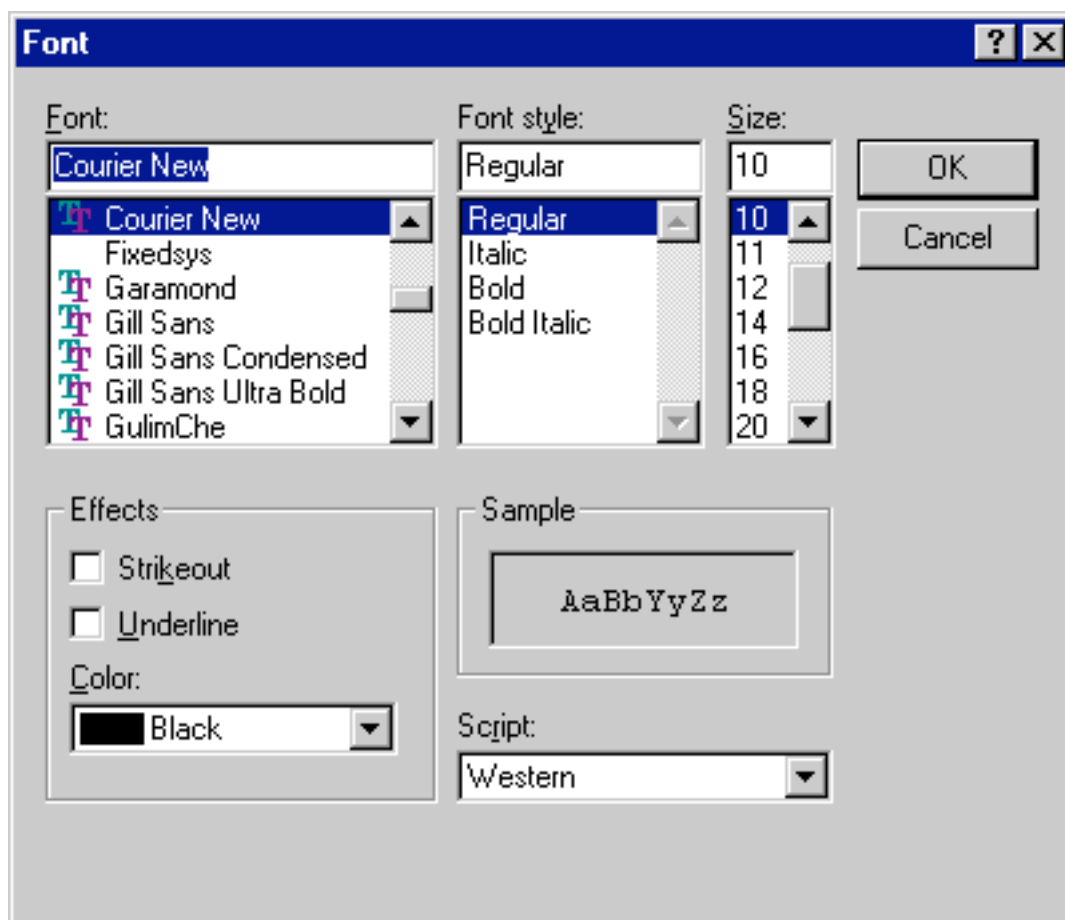 Font
Font: Font style: Size:
Courier New Regular 10 OK
Courier New Regular 10 Cancel
Fixedsys Italic 11
Garamond Bold 12
Gill Sans Bold Italic 14
Gill Sans Condensed 16
Gill Sans Ultra Bold 18
GulimChe 20
Effects Sample
Strikeout
AaBbYyZz
Underline
Color:
Black
Script:
Western